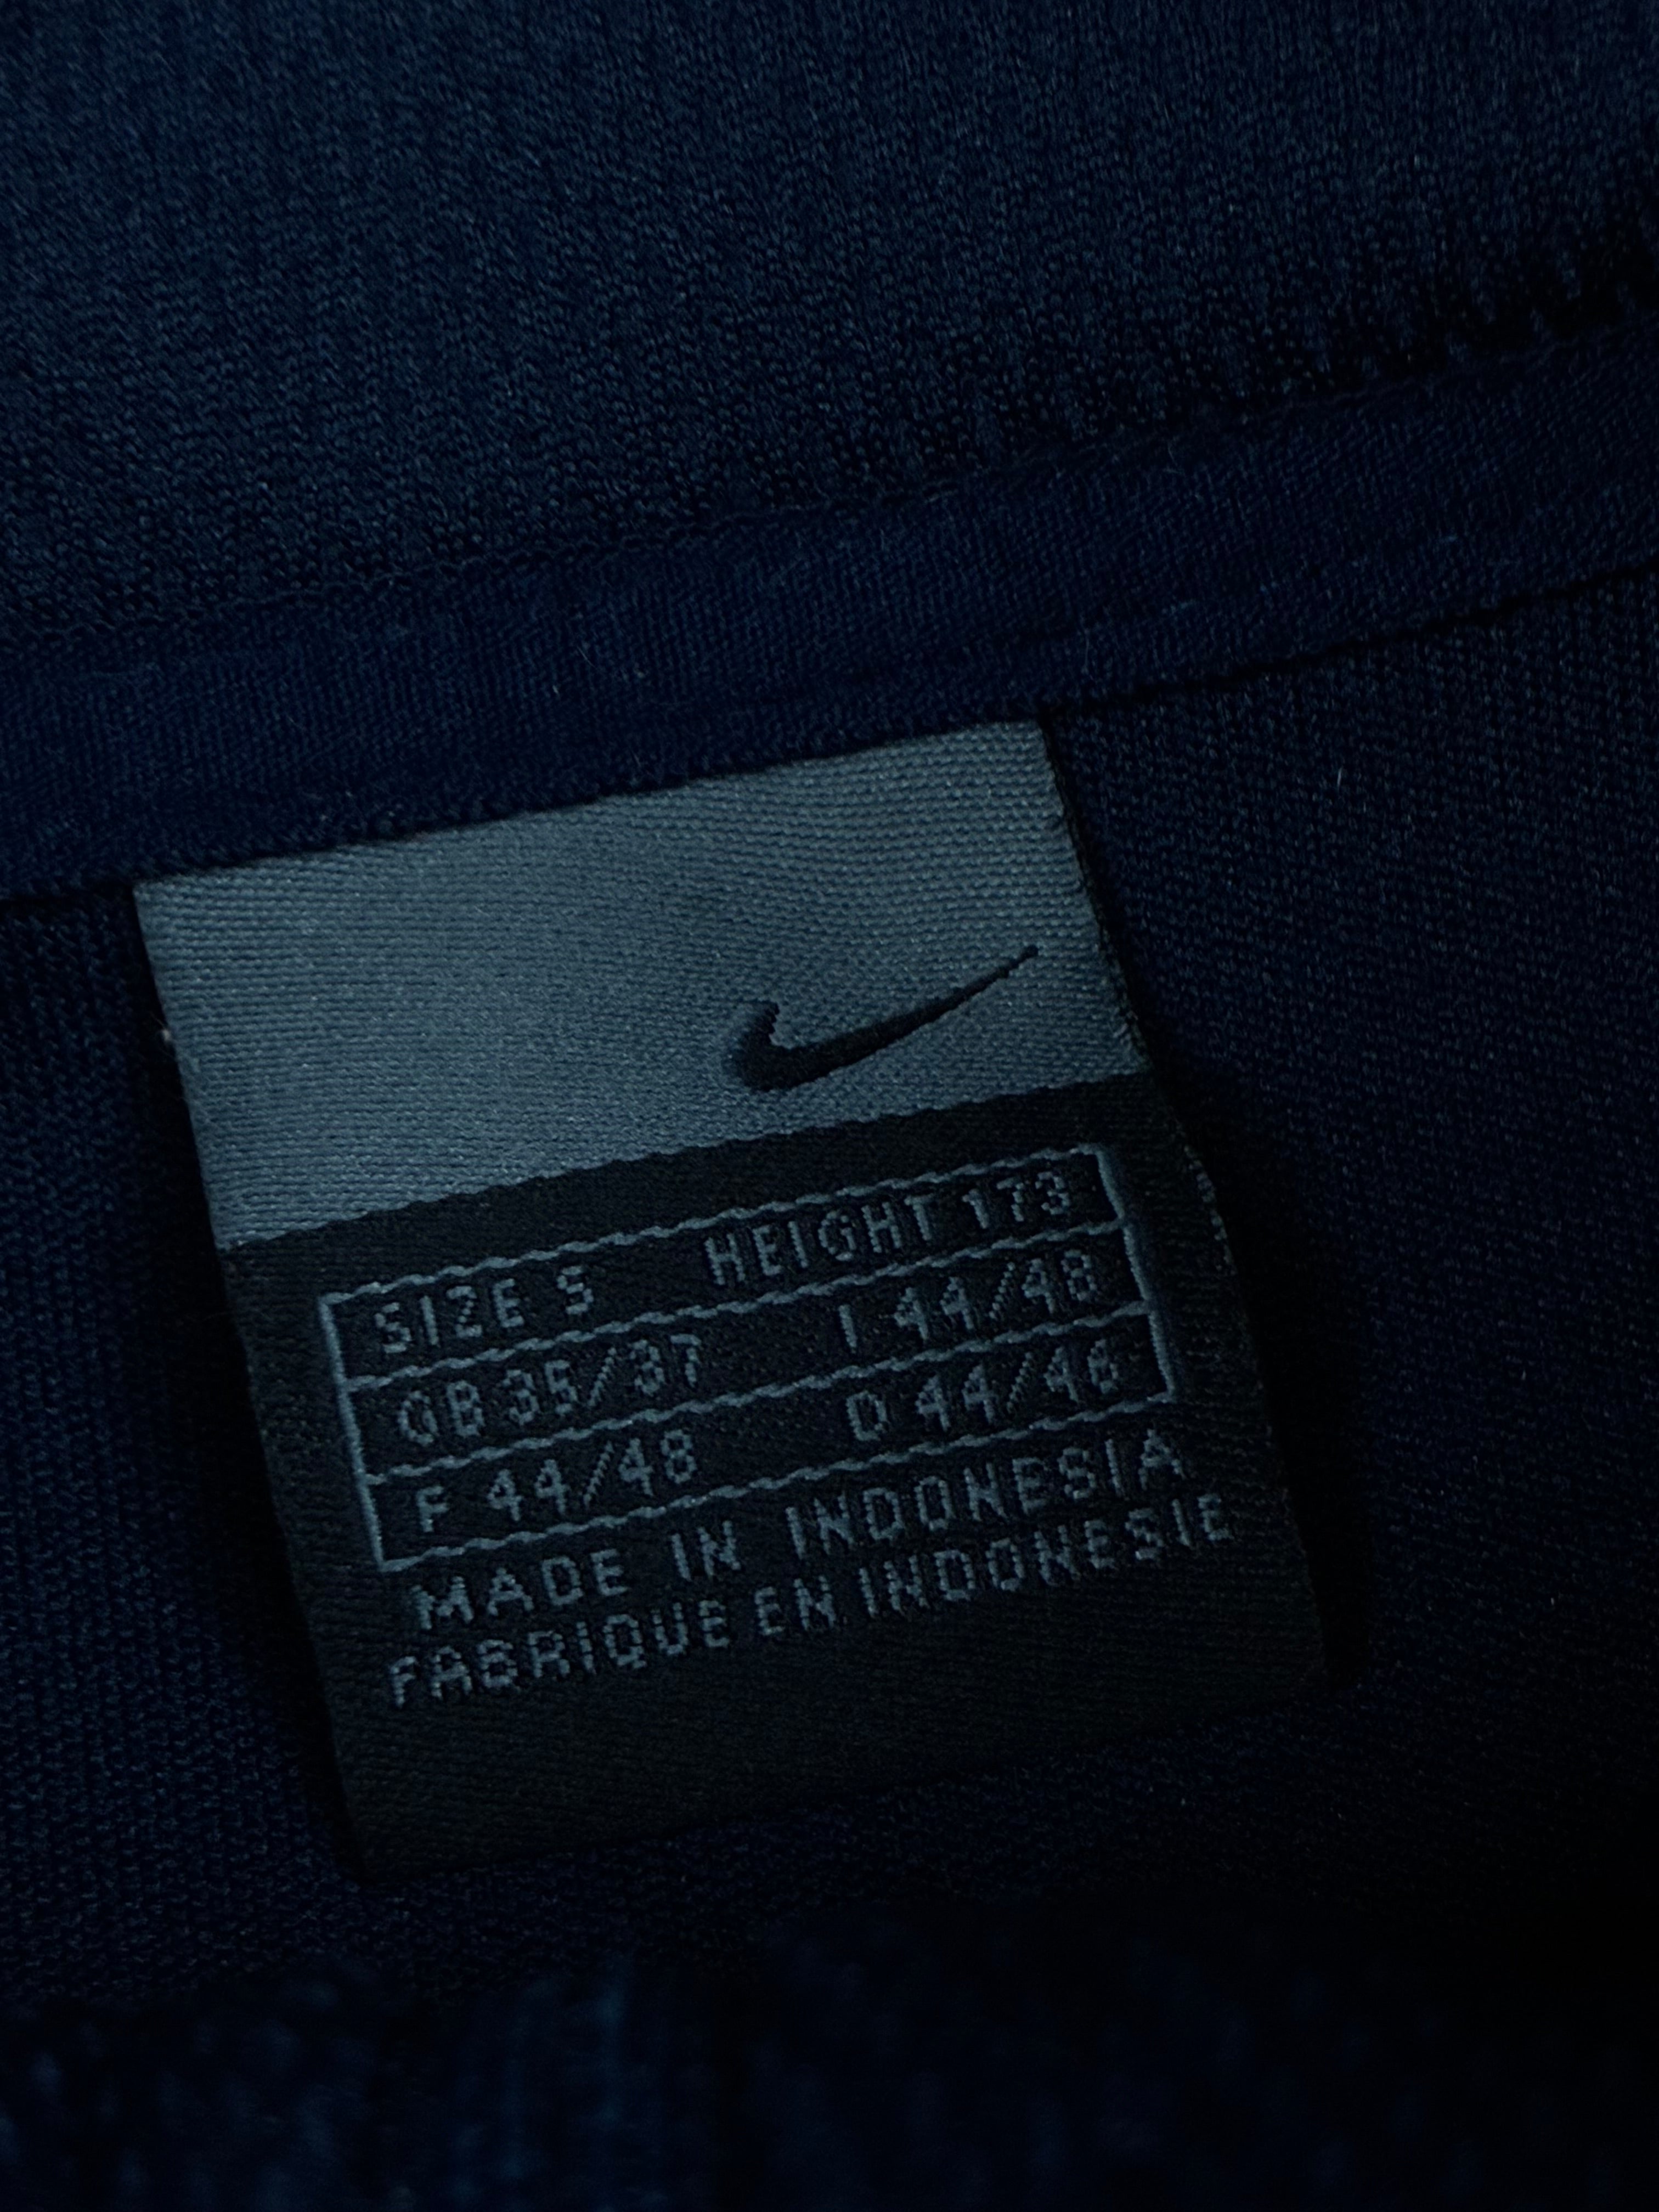 SIZE S HEIGHT 173
GB 35/37 I 44/48
F 44/48 D 44/46
MADE IN INDONESIA
FABRIQUE EN INDONESIE